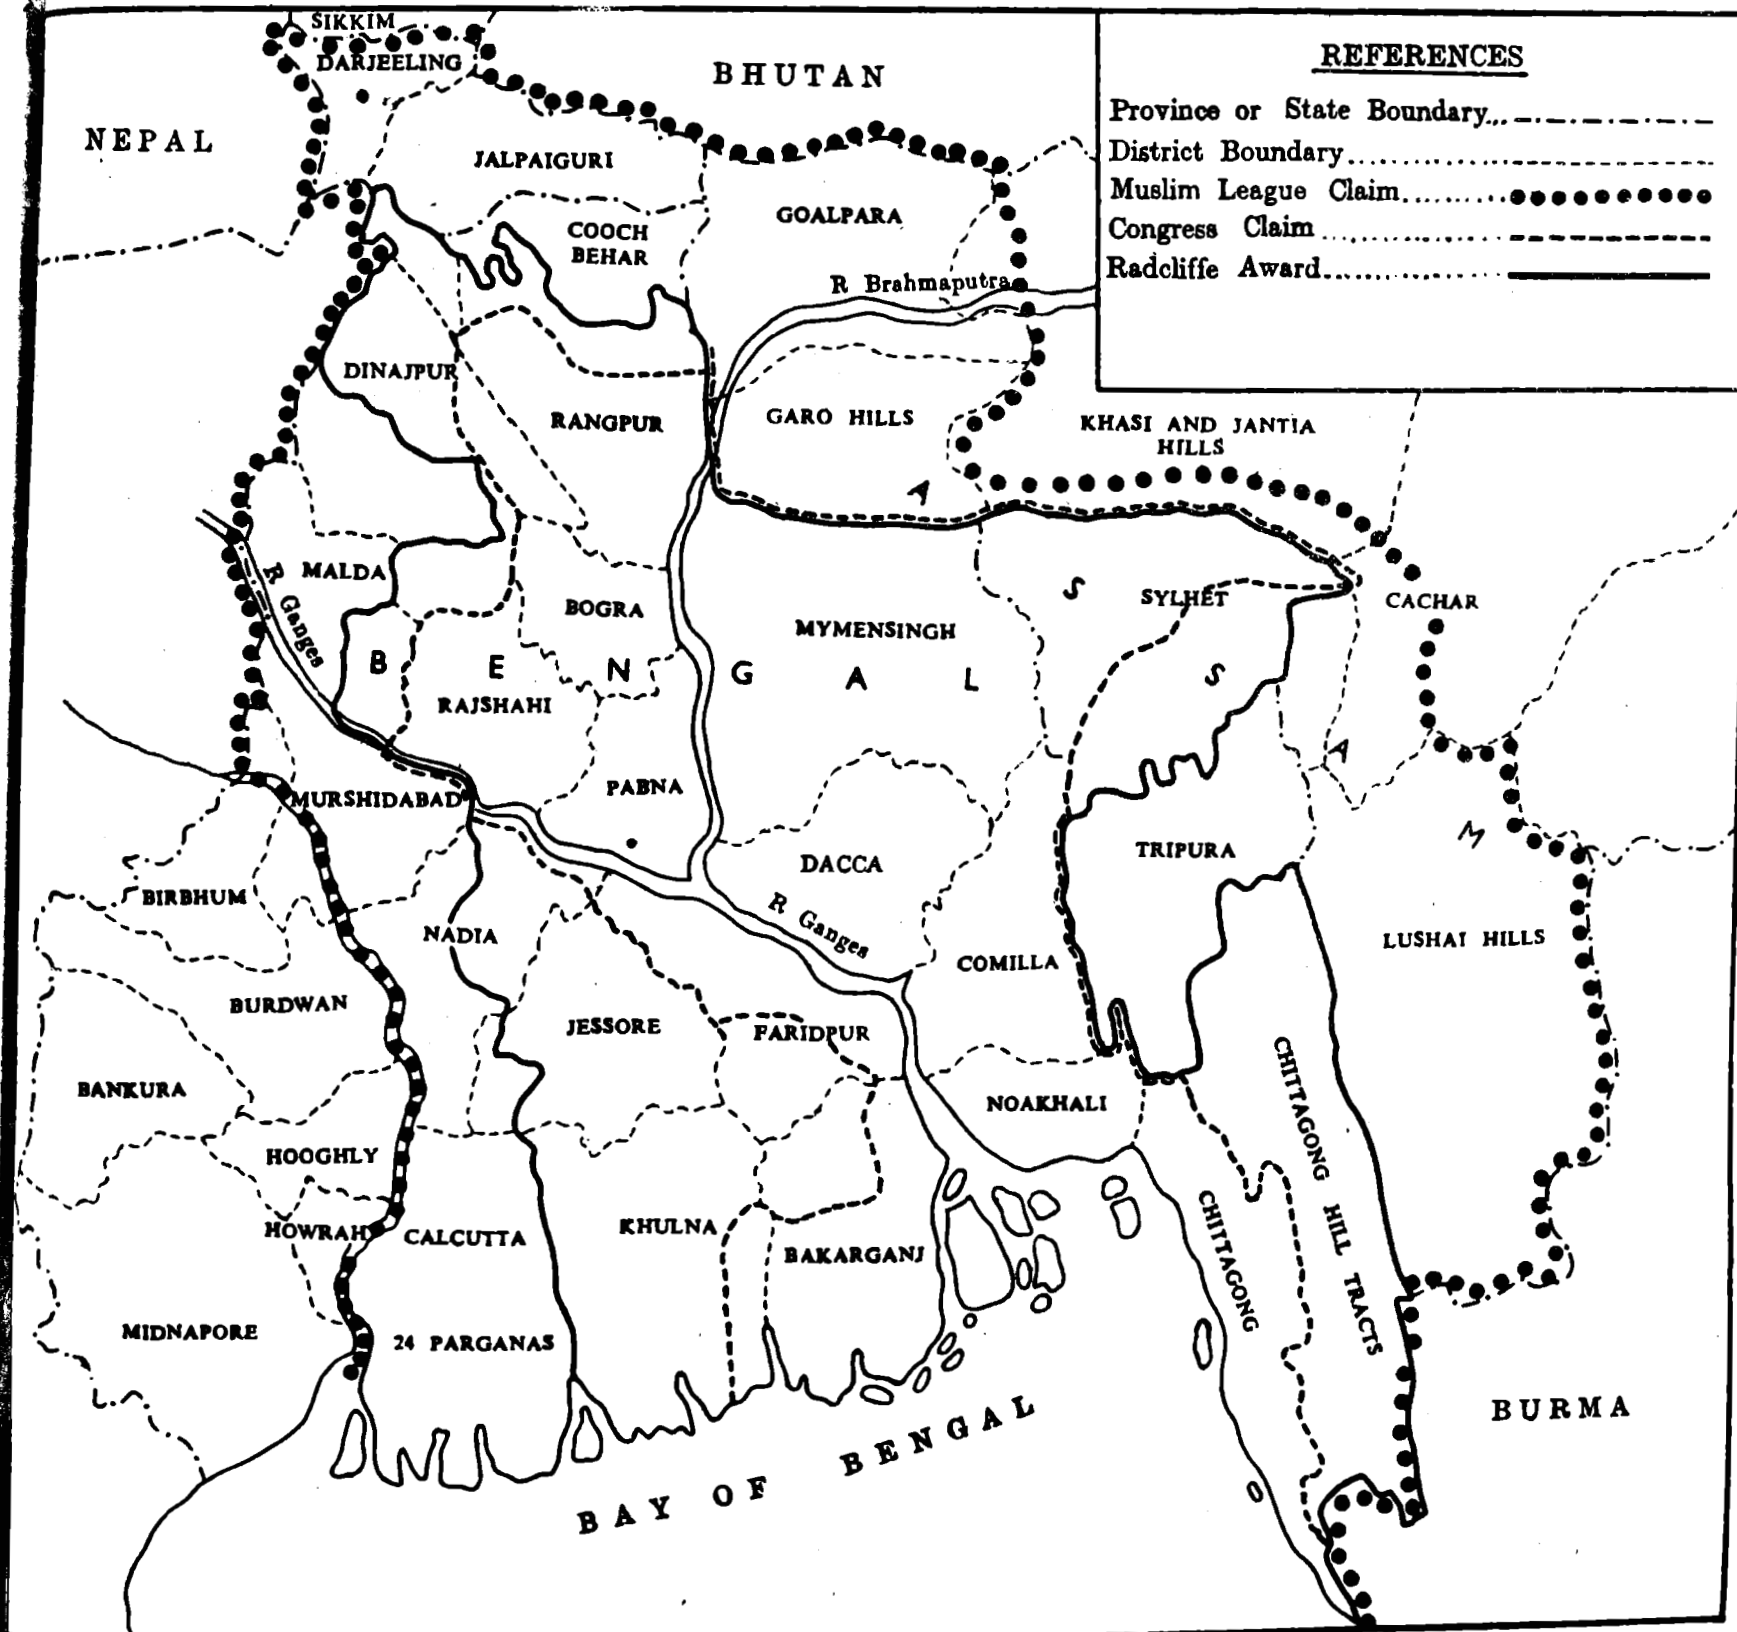 SIKKIM
DARJEELING
BHUTAN
NEPAL
JALPAIGURI
GOALPARA
COOCH
BEHAR
R Brahmaputra
REFERENCES
Province or State Boundary
District Boundary
Muslim League Claim
Congress Claim
Radcliffe Award
DINAJPUR
RANGPUR
GARO HILLS
KHASI AND JANTIA
HILLS
MALDA
R Ganges
BOGRA
MYMENSINGH
SYLHET
CACHAR
BENGAL
ASSAM
RAJSHAHI
PABNA
MURSHIDABAD
DACCA
TRIPURA
BIRBHUM
NADIA
R Ganges
COMILLA
LUSHAI HILLS
BURDWAN
JESSORE
FARIDPUR
BANKURA
NOAKHALI
CHITTAGONG HILL TRACTS
HOOGHLY
HOWRAH
CALCUTTA
KHULNA
BAKARGANJ
CHITTAGONG
MIDNAPORE
24 PARGANAS
BURMA
BAY OF BENGAL